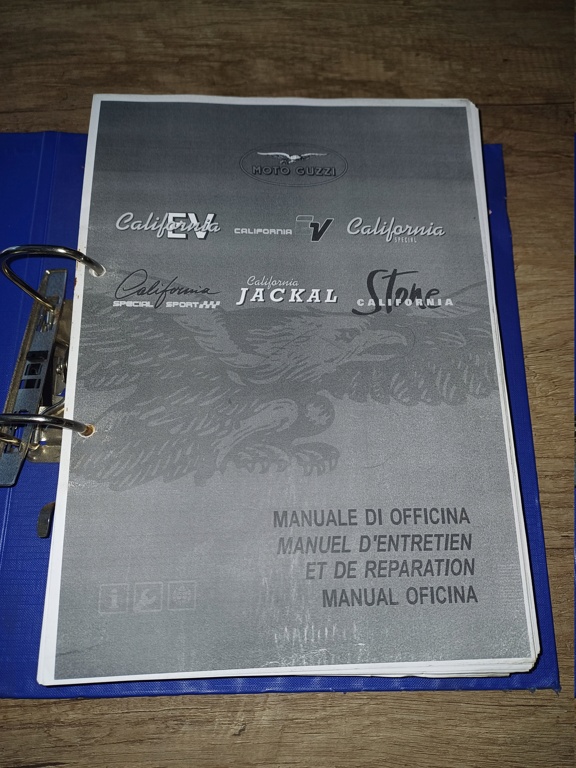 MOTO GUZZI
California EV
CALIFORNIA EV
California
SPECIAL
California
SPECIAL SPORT
California
JACKAL
Stone
CALIFORNIA
MANUALE DI OFFICINA
MANUEL D'ENTRETIEN
ET DE REPARATION
MANUAL OFICINA
i